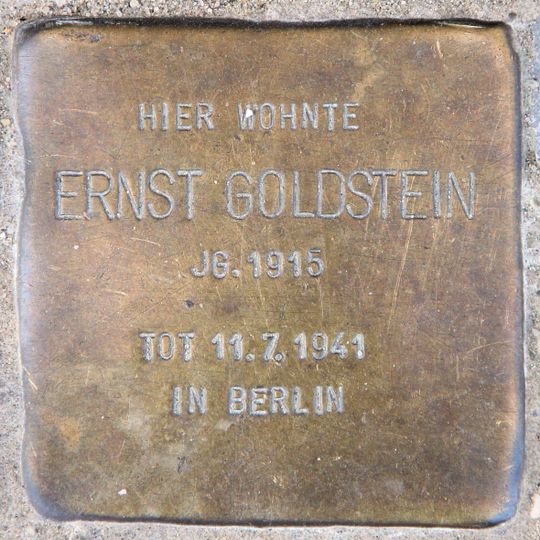 HIER WOHNTE
ERNST GOLDSTEIN
JG. 1915
TOT 11.7.1941
IN BERLIN